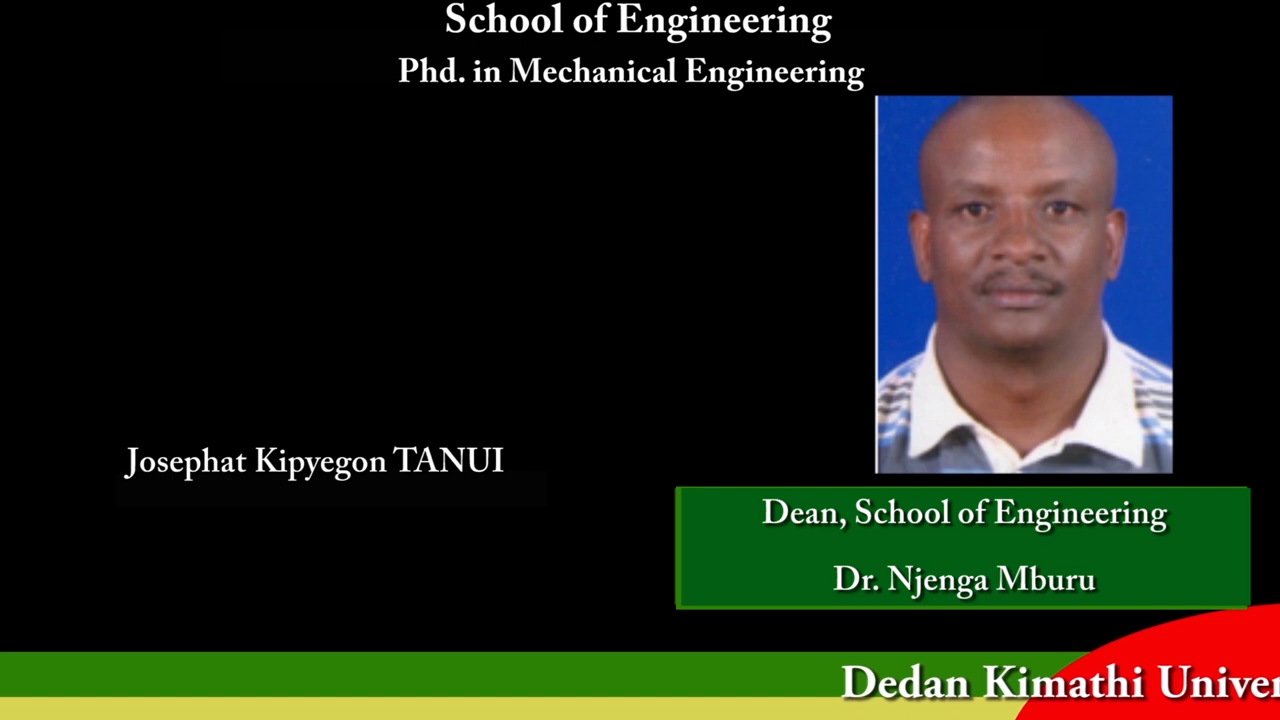 School of Engineering
Phd. in Mechanical Engineering
Josephat Kipyegon TANUI
Dean, School of Engineering
Dr. Njenga Mburu
Dedan Kimathi Univer